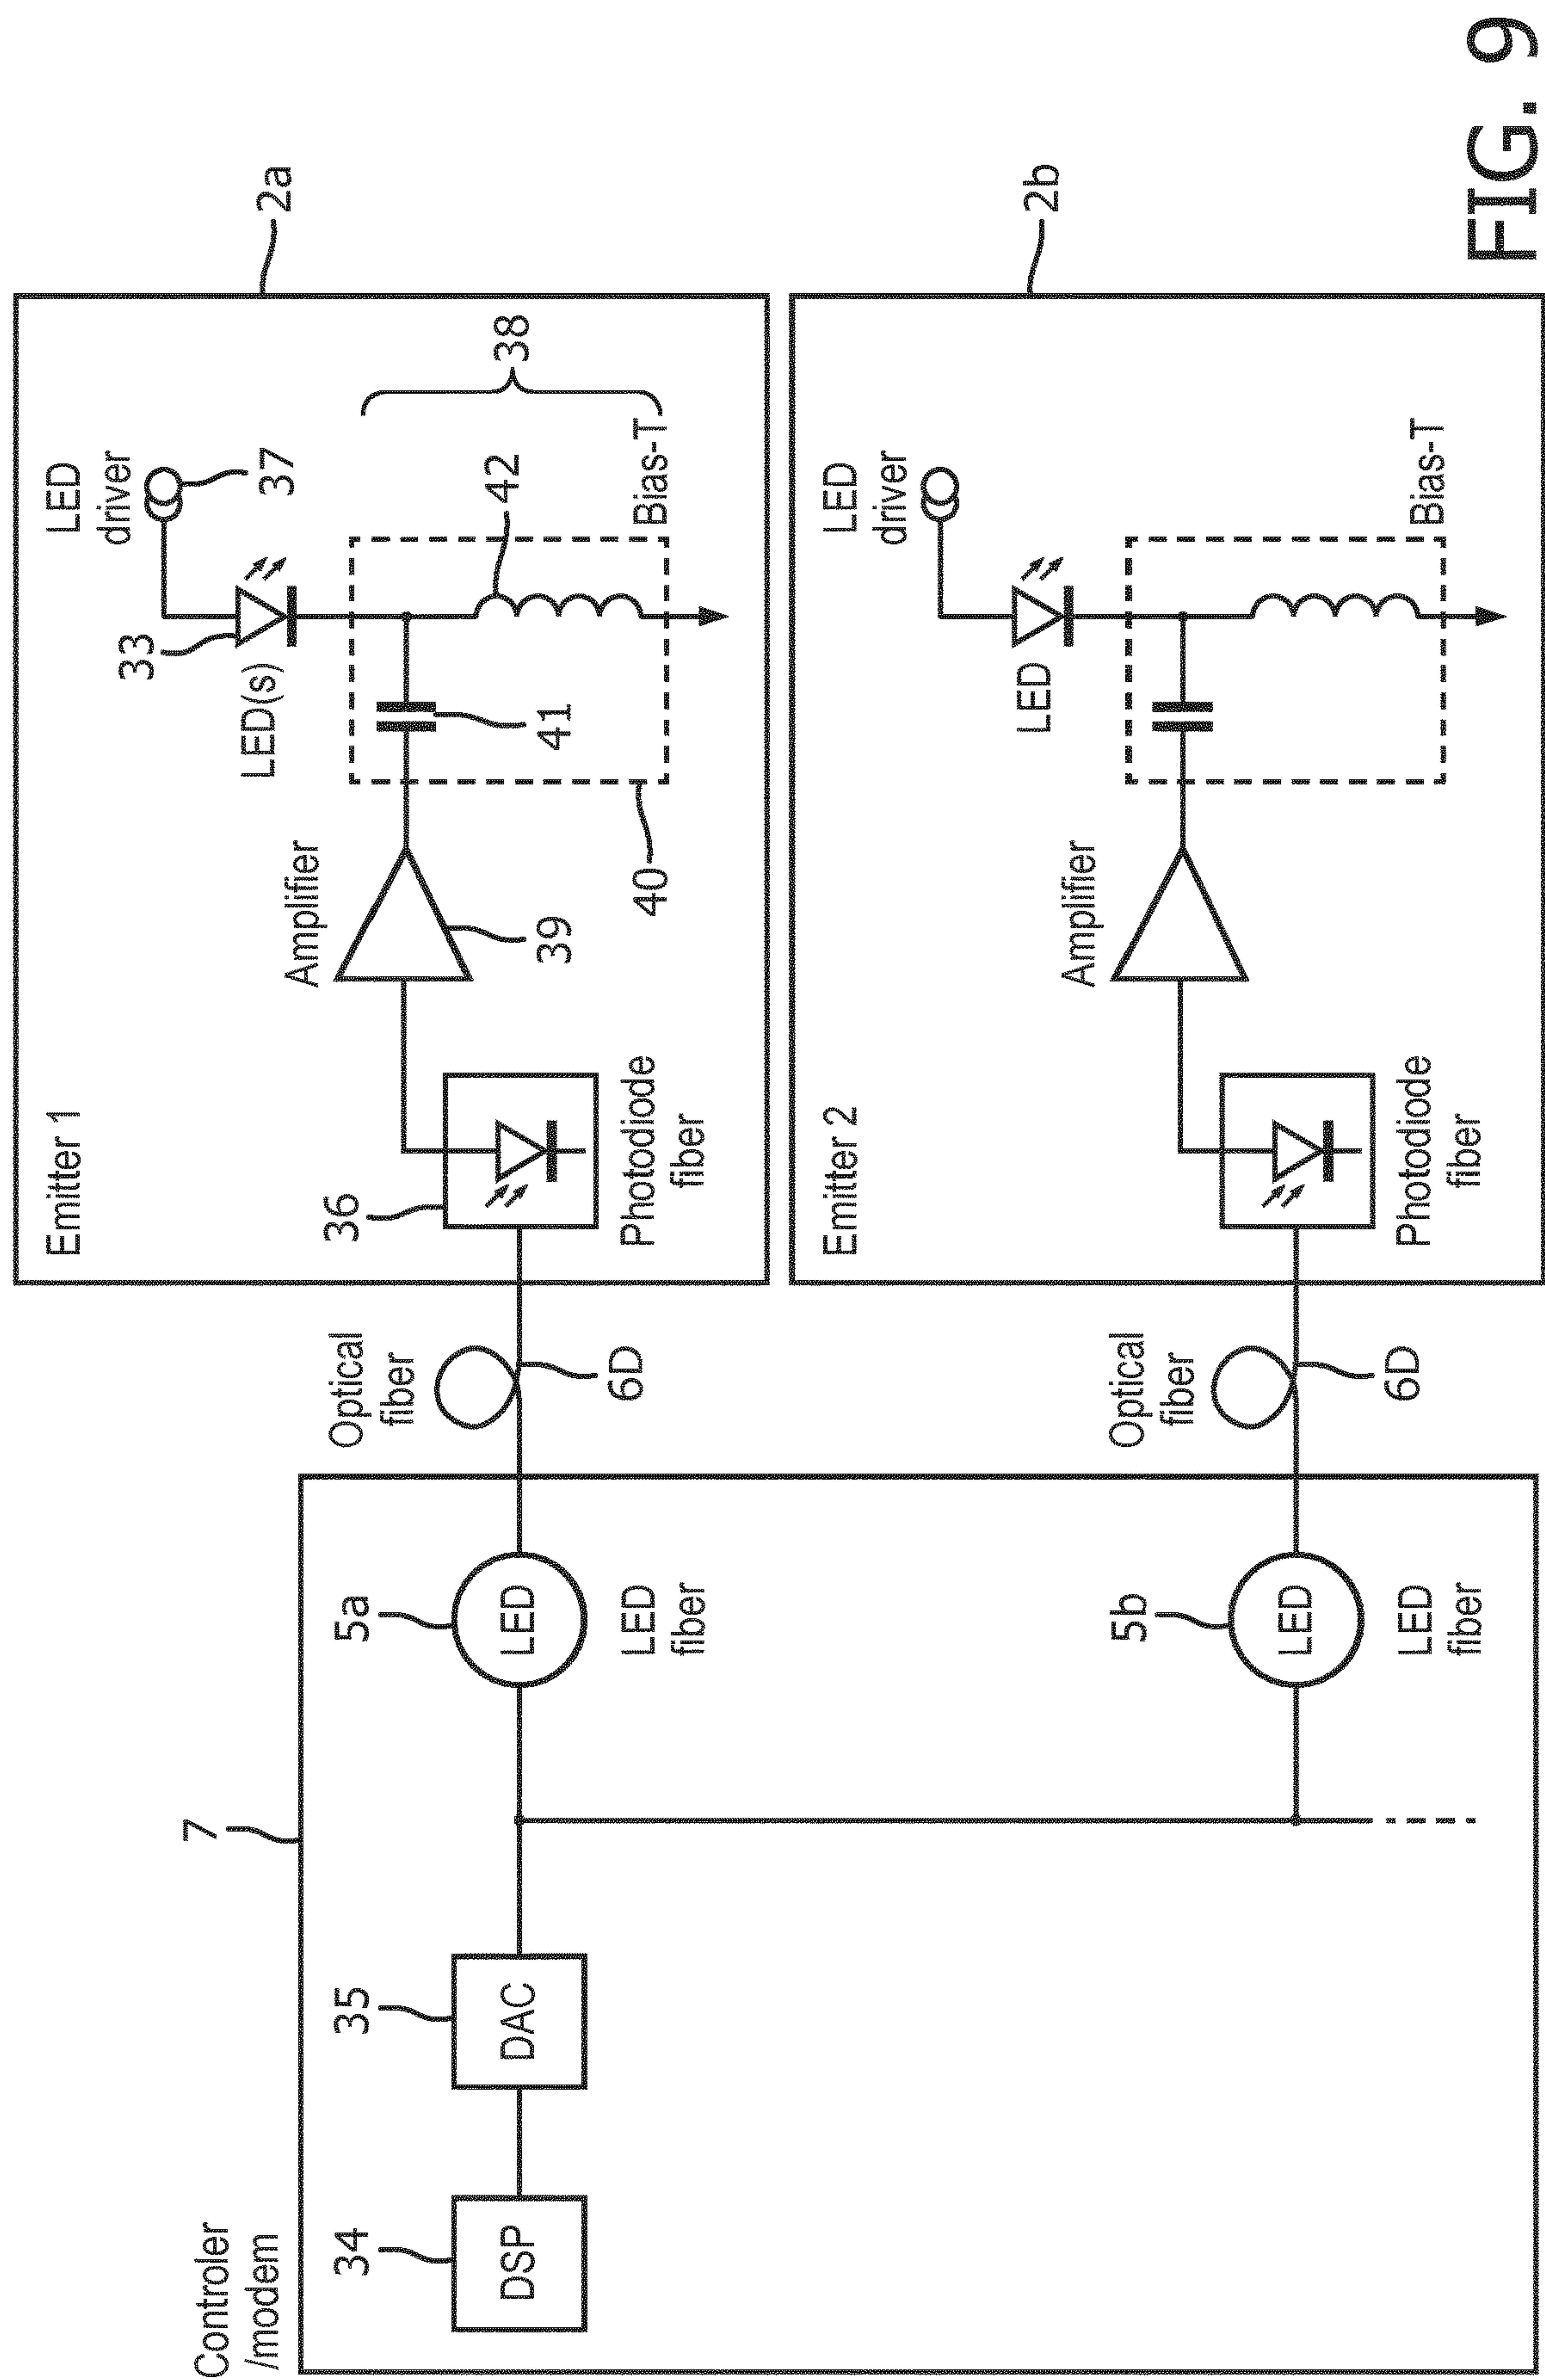 Controler
/modem
7
34
DSP
35
DAC
5a
LED
LED
fiber
5b
LED
LED
fiber
Optical
fiber
6D
Optical
fiber
6D
Emitter 1
2a
36
Photodiode
fiber
Amplifier
39
LED
driver
37
33
LED(s)
41
42
40
Bias-T
38
Emitter 2
2b
Photodiode
fiber
Amplifier
LED
driver
LED
Bias-T
FIG. 9